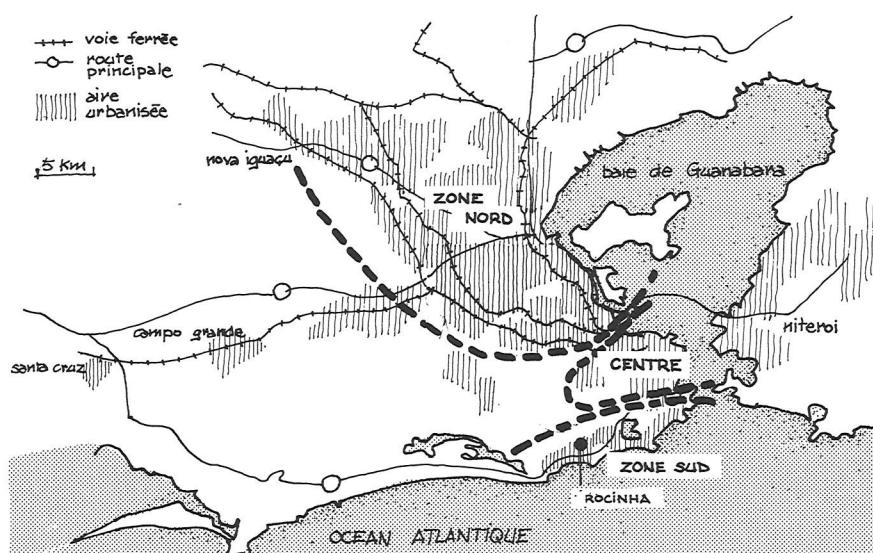 voie ferrée
route
principale
aire
urbanisée
5 km
nova iguaçu
baie de Guanabara
ZONE
NORD
campo grande
santa cruz
niteroi
CENTRE
ZONE SUD
ROCINHA
OCEAN ATLANTIQUE